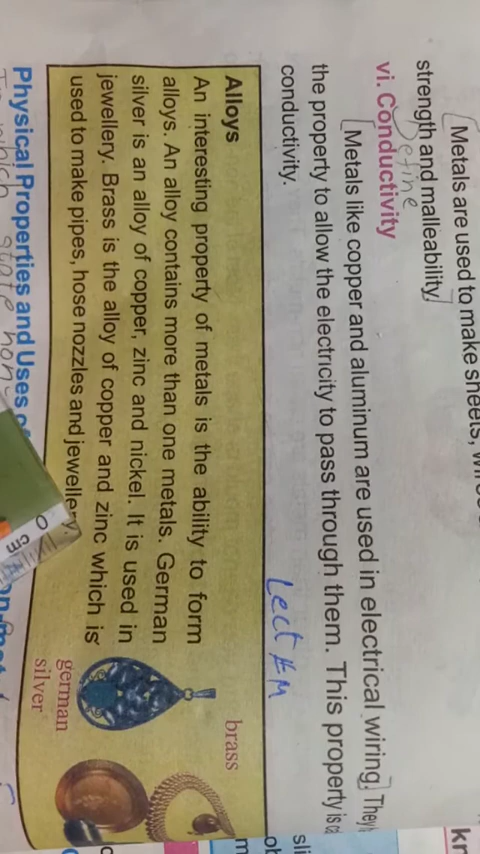 Metals are used to make sheets,
strength and malleability.
Define
vi. Conductivity
Metals like copper and aluminum are used in electrical wiring. They
the property to allow the electricity to pass through them. This property is
conductivity.
Lect
Alloys
An interesting property of metals is the ability to form
alloys. An alloy contains more than one metals. German
silver is an alloy of copper, zinc and nickel. It is used in
jewellery. Brass is the alloy of copper and zinc which is
used to make pipes, hose nozzles and jewellery.
brass
german
silver
Physical Properties and Uses
which state non
cm